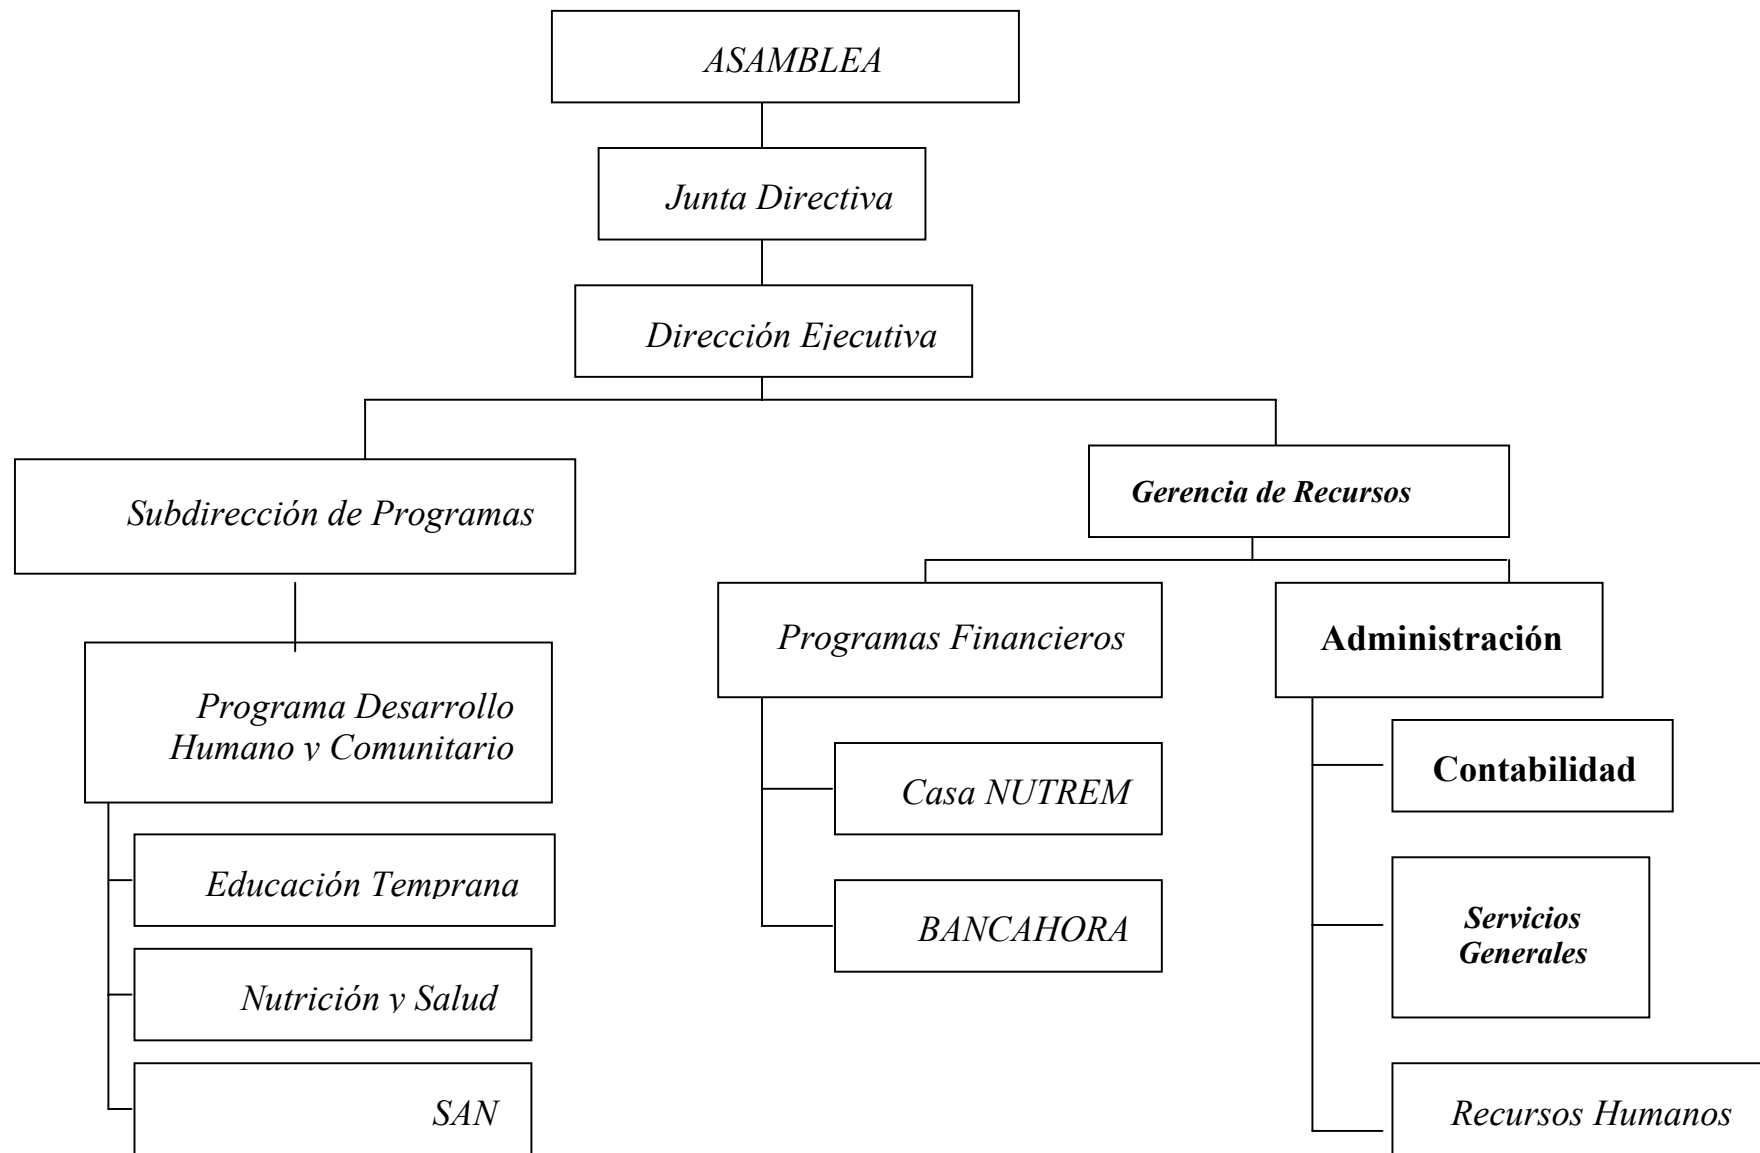 ASAMBLEA
Junta Directiva
Dirección Ejecutiva
Subdirección de Programas
Gerencia de Recursos
Programas Financieros
Administración
Programa Desarrollo
Humano y Comunitario
Contabilidad
Casa NUTREM
Educación Temprana
BANCAHORA
Servicios
Generales
Nutrición y Salud
SAN
Recursos Humanos